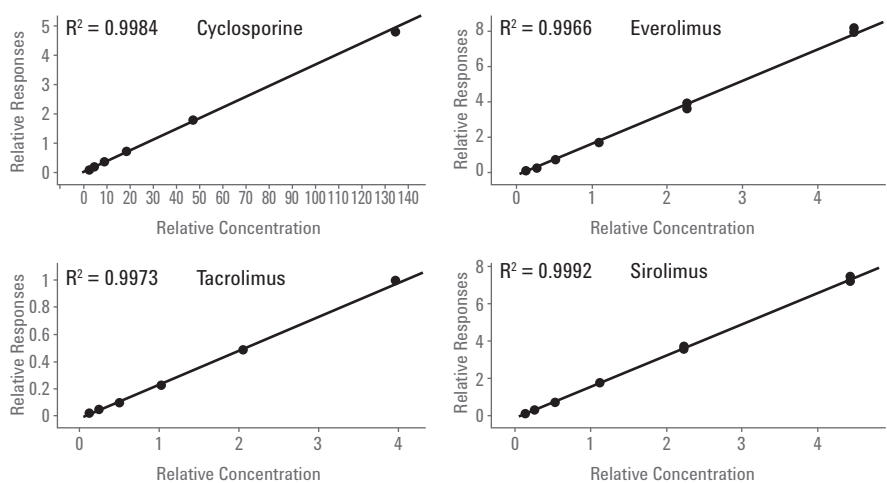 R² = 0.9984 Cyclosporine
Relative Responses
5
4
3
2
1
0
0 10 20 30 40 50 60 70 80 90 100 110 120 130 140
Relative Concentration
R² = 0.9966 Everolimus
Relative Responses
8
6
4
2
0
0 1 2 3 4
Relative Concentration
R² = 0.9973 Tacrolimus
Relative Responses
1
0.8
0.6
0.4
0.2
0
0 1 2 3 4
Relative Concentration
R² = 0.9992 Sirolimus
Relative Responses
8
6
4
2
0
0 1 2 3 4
Relative Concentration